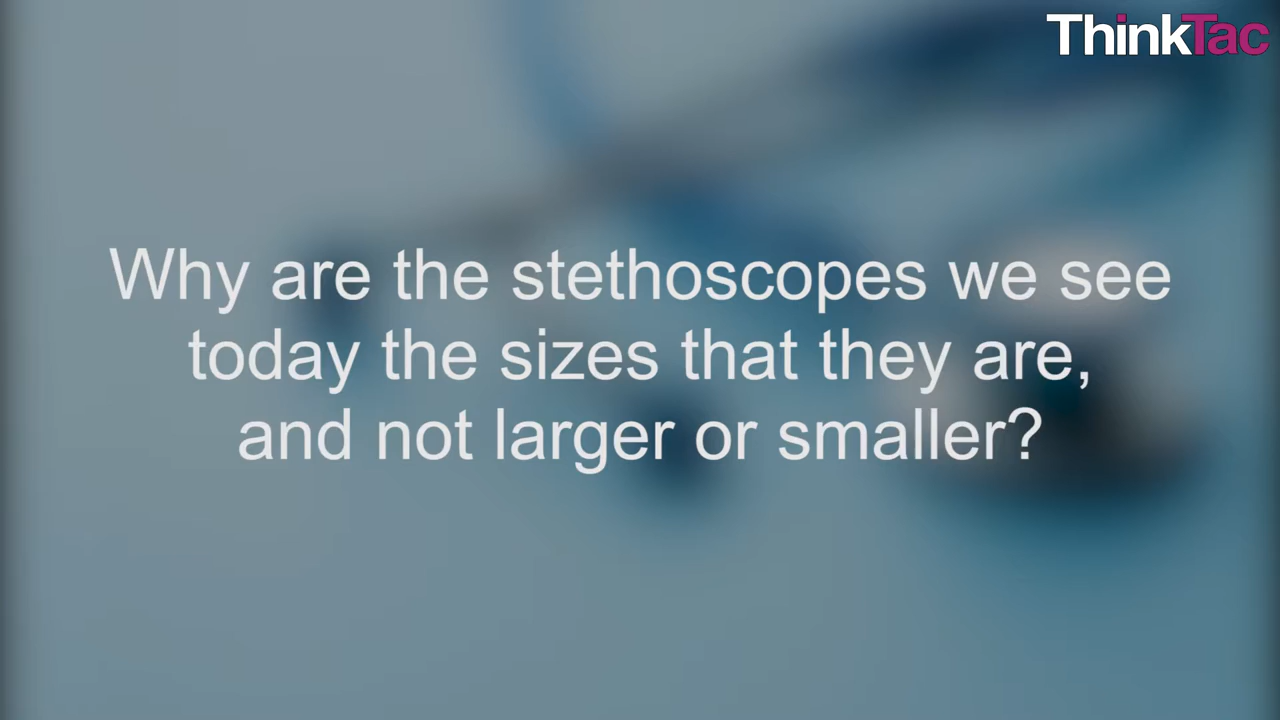 ThinkTac
Why are the stethoscopes we see
today the sizes that they are,
and not larger or smaller?